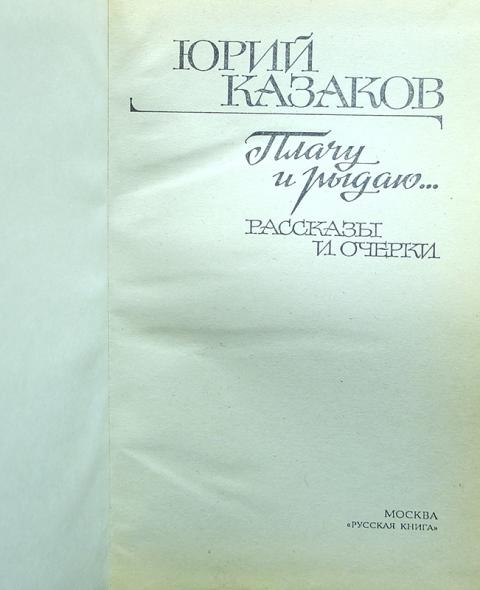 ЮРИЙ
КАЗАКОВ
Плачу
и рыдаю...
РАССКАЗЫ
И ОЧЕРКИ
МОСКВА
«РУССКАЯ КНИГА»